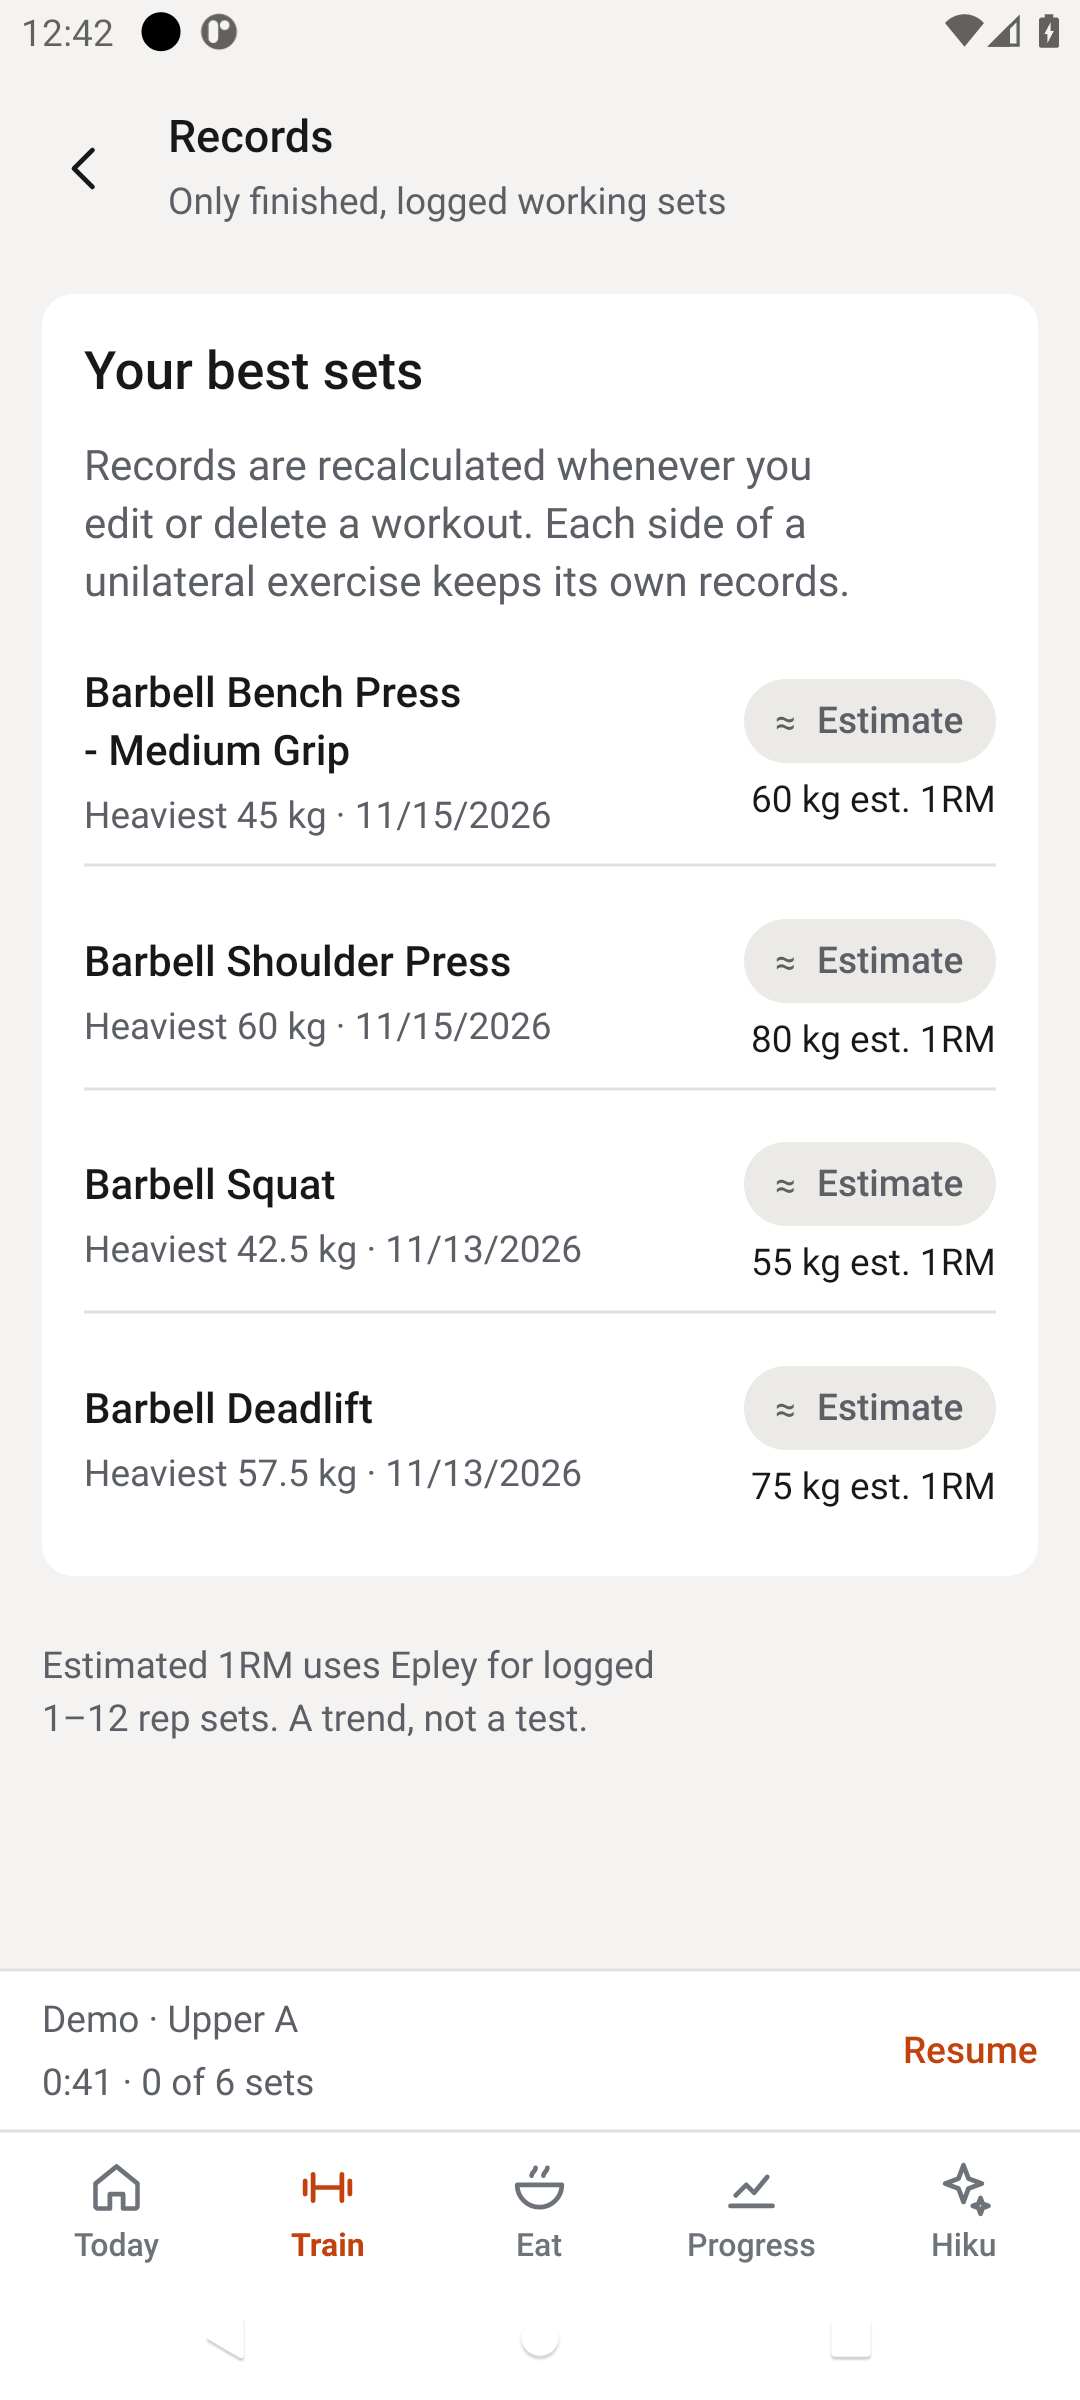 12:42
Records
Only finished, logged working sets
Your best sets
Records are recalculated whenever you
edit or delete a workout. Each side of a
unilateral exercise keeps its own records.
Barbell Bench Press
- Medium Grip
Heaviest 45 kg · 11/15/2026
≈ Estimate
60 kg est. 1RM
Barbell Shoulder Press
Heaviest 60 kg · 11/15/2026
≈ Estimate
80 kg est. 1RM
Barbell Squat
Heaviest 42.5 kg · 11/13/2026
≈ Estimate
55 kg est. 1RM
Barbell Deadlift
Heaviest 57.5 kg · 11/13/2026
≈ Estimate
75 kg est. 1RM
Estimated 1RM uses Epley for logged
1–12 rep sets. A trend, not a test.
Demo · Upper A
0:41 · 0 of 6 sets
Resume
Today
Train
Eat
Progress
Hiku